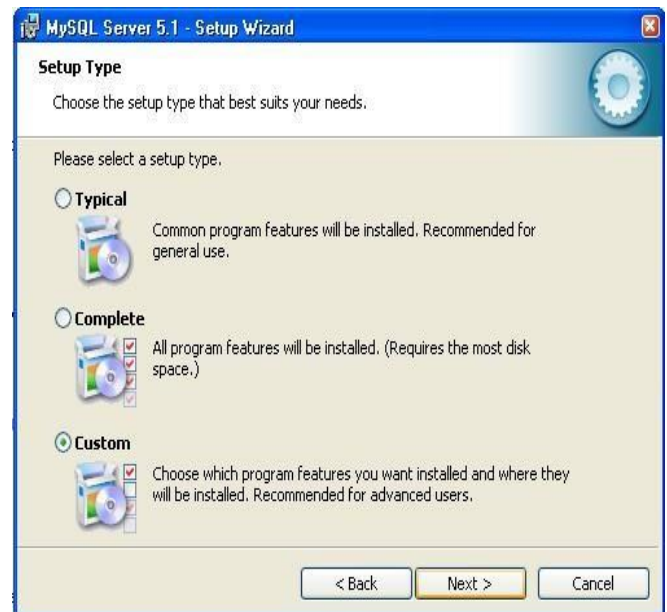 MySQL Server 5.1 - Setup Wizard
Setup Type
Choose the setup type that best suits your needs.
Please select a setup type.
Typical
Common program features will be installed. Recommended for
general use.
Complete
All program features will be installed. (Requires the most disk
space.)
Custom
Choose which program features you want installed and where they
will be installed. Recommended for advanced users.
< Back
Next >
Cancel